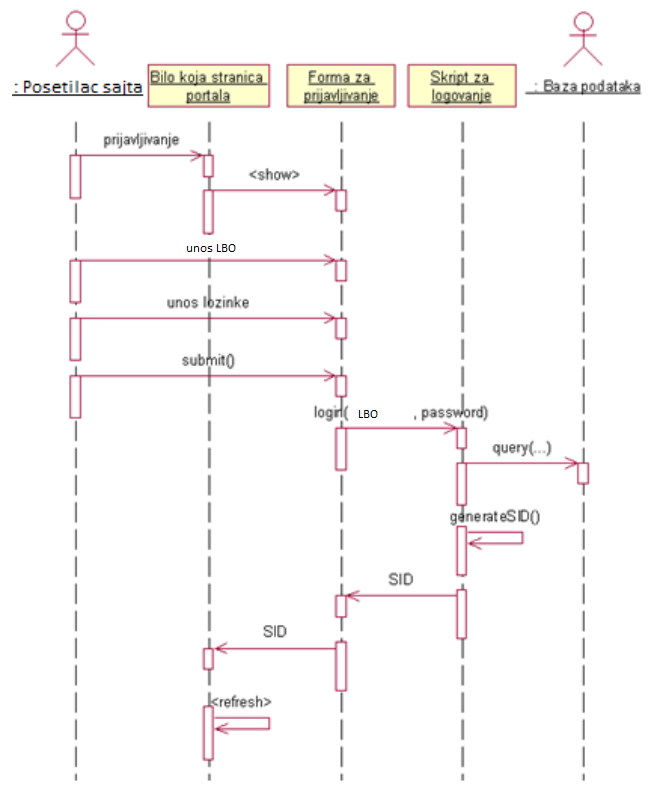 : Posetilac sajta
Bilo koja stranica
portala
Forma za
prijavljivanje
Skript za
logovanje
: Baza podataka
prijavljivanje
<show>
unos LBO
unos lozinke
submit()
login( LBO , password)
query(...)
generateSID()
SID
SID
<refresh>